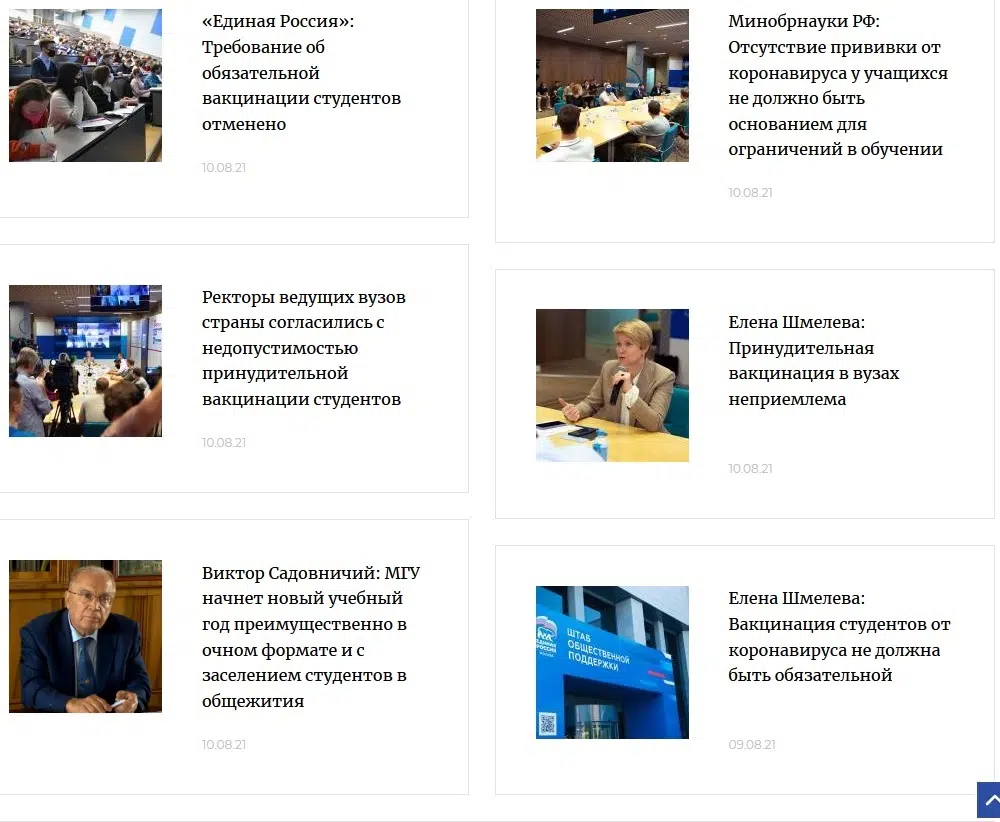 «Единая Россия»:
Требование об
обязательной
вакцинации студентов
отменено
10.08.21
Минобрнауки РФ:
Отсутствие прививки от
коронавируса у учащихся
не должно быть
основанием для
ограничений в обучении
10.08.21
Ректоры ведущих вузов
страны согласились с
недопустимостью
принудительной
вакцинации студентов
10.08.21
Елена Шмелева:
Принудительная
вакцинация в вузах
неприемлема
10.08.21
Виктор Садовничий: МГУ
начнет новый учебный
год преимущественно в
очном формате и с
заселением студентов в
общежития
10.08.21
ЕДИНАЯ
РОССИЯ
МОСКВА
ШТАБ
ОБЩЕСТВЕННОЙ
ПОДДЕРЖКИ
Елена Шмелева:
Вакцинация студентов от
коронавируса не должна
быть обязательной
09.08.21